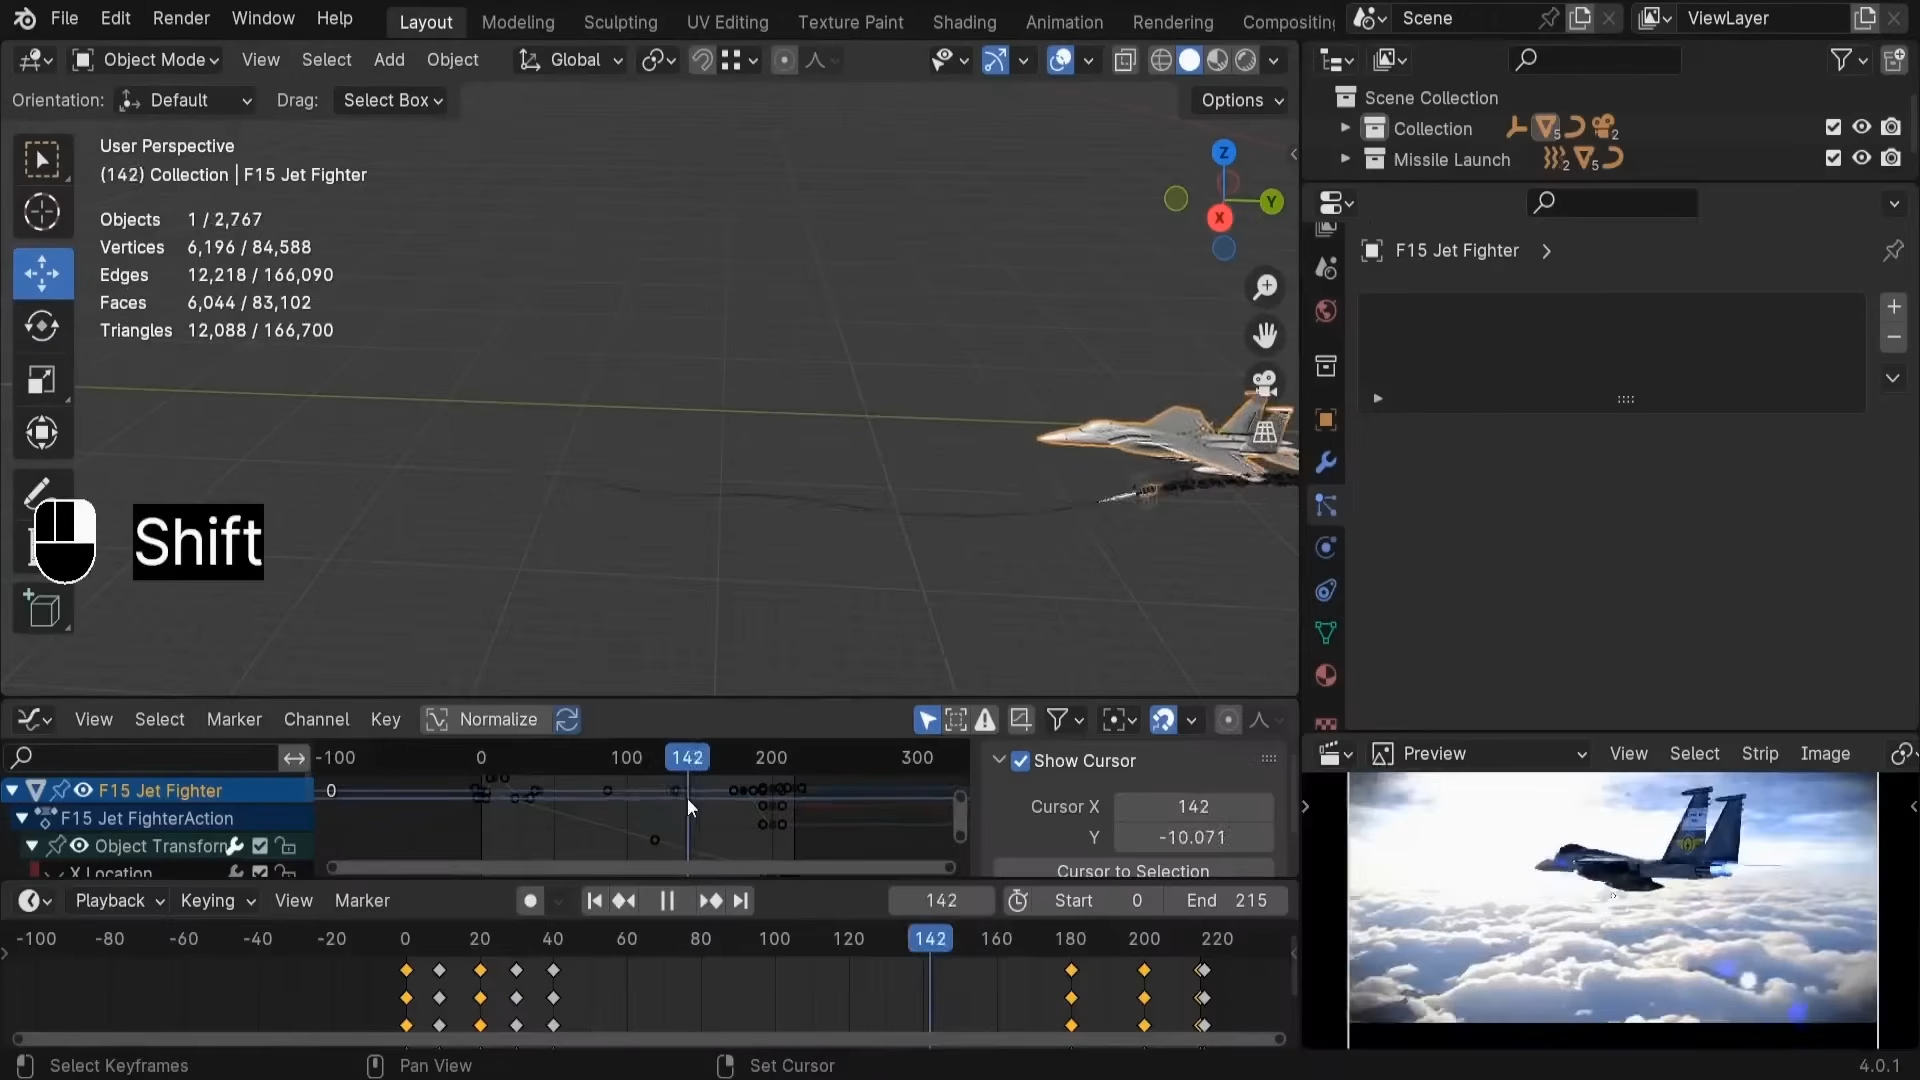 File Edit Render Window Help Layout Modeling Sculpting UV Editing Texture Paint Shading Animation Rendering Compositing Scene ViewLayer
Object Mode View Select Add Object Global
Orientation: Default Drag: Select Box Options
Scene Collection
Collection 5 2
Missile Launch 2 5
User Perspective
(142) Collection | F15 Jet Fighter
Objects 1 / 2,767
Vertices 6,196 / 84,588
Edges 12,218 / 166,090
Faces 6,044 / 83,102
Triangles 12,088 / 166,700
Z
Y
X
F15 Jet Fighter
Shift
View Select Marker Channel Key Normalize
-100 0 100 142 200 300
F15 Jet Fighter 0
F15 Jet FighterAction
Object Transform
X Location
Show Cursor
Cursor X 142
Y -10.071
Cursor to Selection
Preview View Select Strip Image
Playback Keying View Marker 142 Start 0 End 215
-100 -80 -60 -40 -20 0 20 40 60 80 100 120 142 160 180 200 220
Select Keyframes Pan View Set Cursor 4.0.1